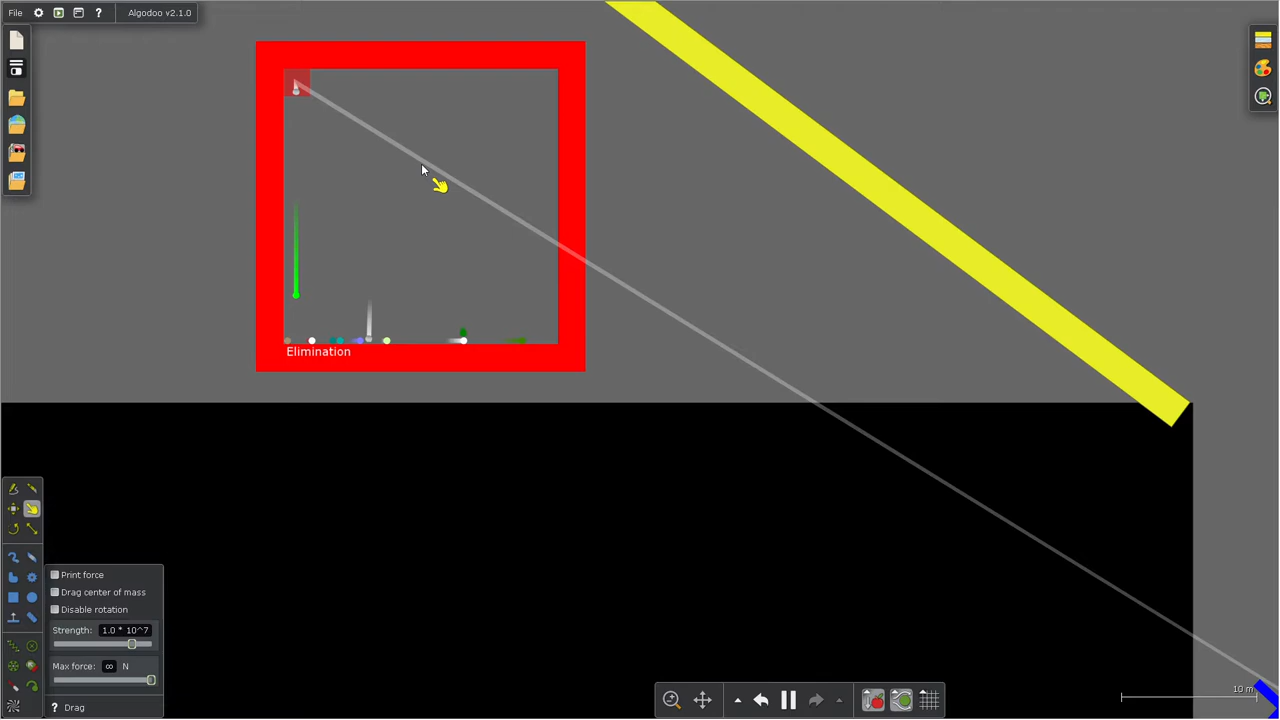 File ? Algodoo v2.1.0
Elimination
Print force
Drag center of mass
Disable rotation
Strength: 1.0 * 10^7
Max force: ∞ N
? Drag
10 m